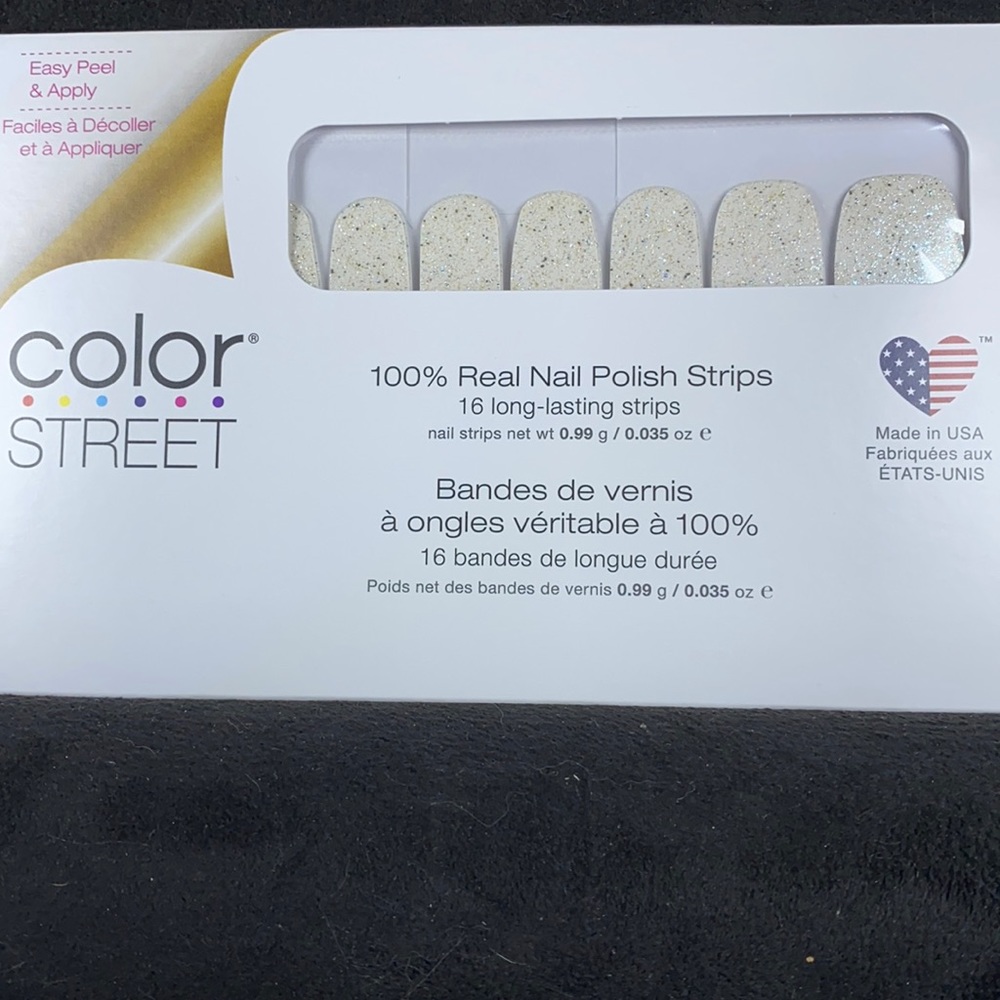 Easy Peel
& Apply
Faciles à Décoller
et à Appliquer
color®
STREET
100% Real Nail Polish Strips
16 long-lasting strips
nail strips net wt 0.99 g / 0.035 oz ℮
Bandes de vernis
à ongles véritable à 100%
16 bandes de longue durée
Poids net des bandes de vernis 0.99 g / 0.035 oz ℮
TM
Made in USA
Fabriquées aux
ÉTATS-UNIS